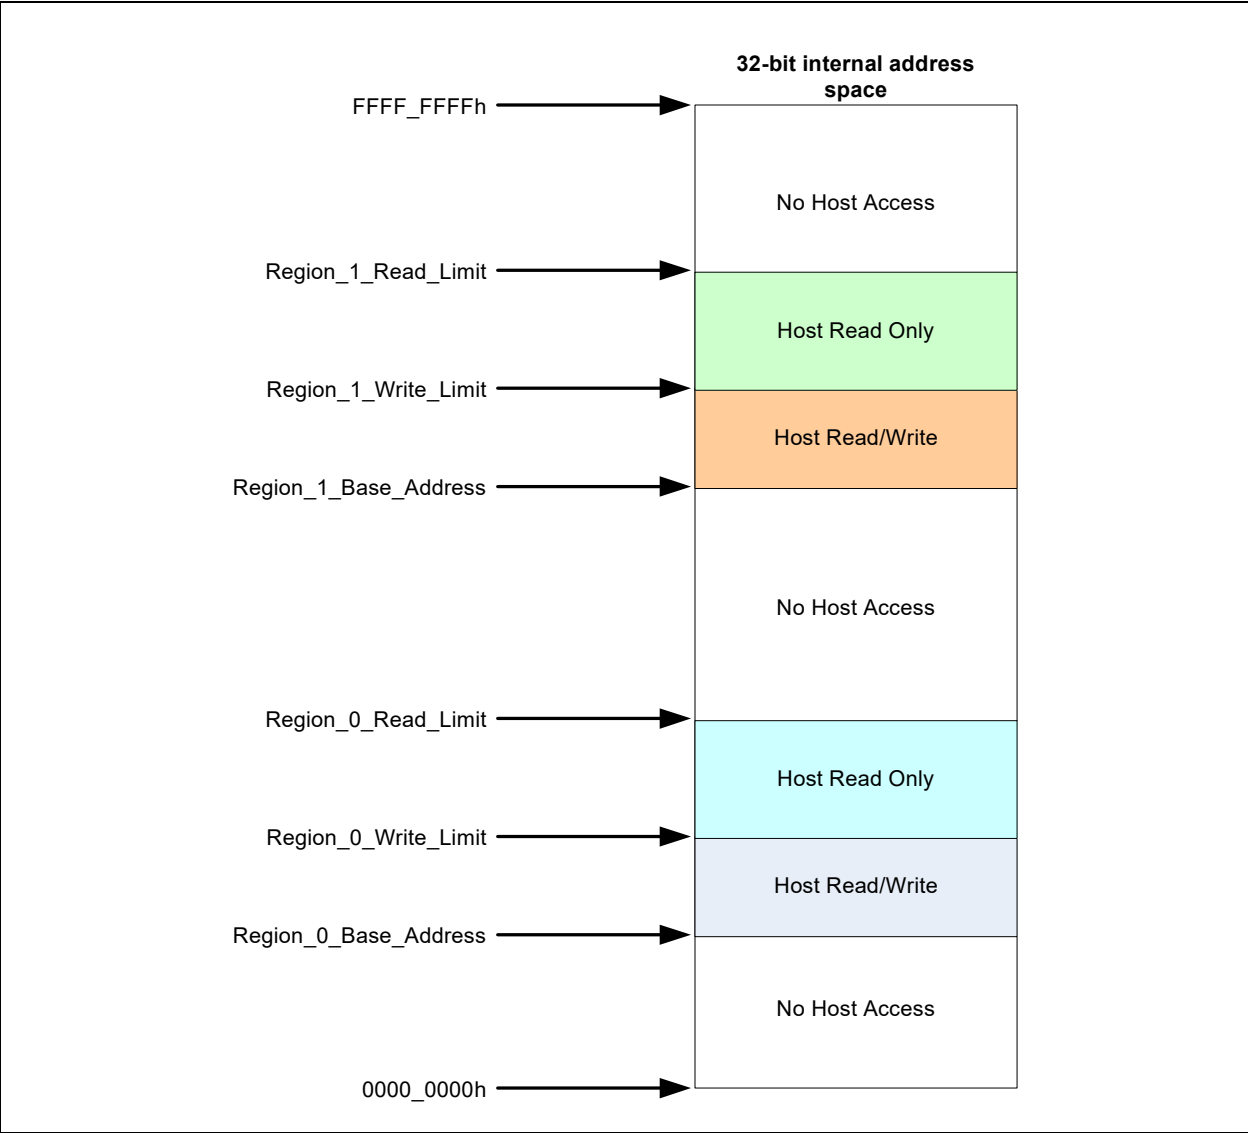 32-bit internal address
space
FFFF_FFFFh
No Host Access
Region_1_Read_Limit
Host Read Only
Region_1_Write_Limit
Host Read/Write
Region_1_Base_Address
No Host Access
Region_0_Read_Limit
Host Read Only
Region_0_Write_Limit
Host Read/Write
Region_0_Base_Address
No Host Access
0000_0000h